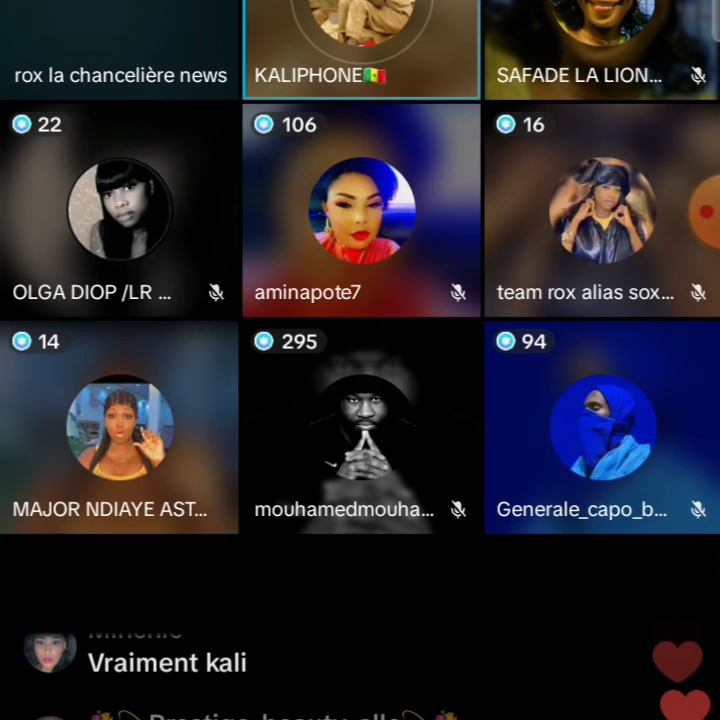 rox la chancelière news
KALIPHONE🇸🇳
SAFADE LA LION...
22
106
16
OLGA DIOP /LR ...
aminapote7
team rox alias sox...
14
295
94
MAJOR NDIAYE AST...
mouhamedmouha...
Generale_capo_b...
Vraiment kali